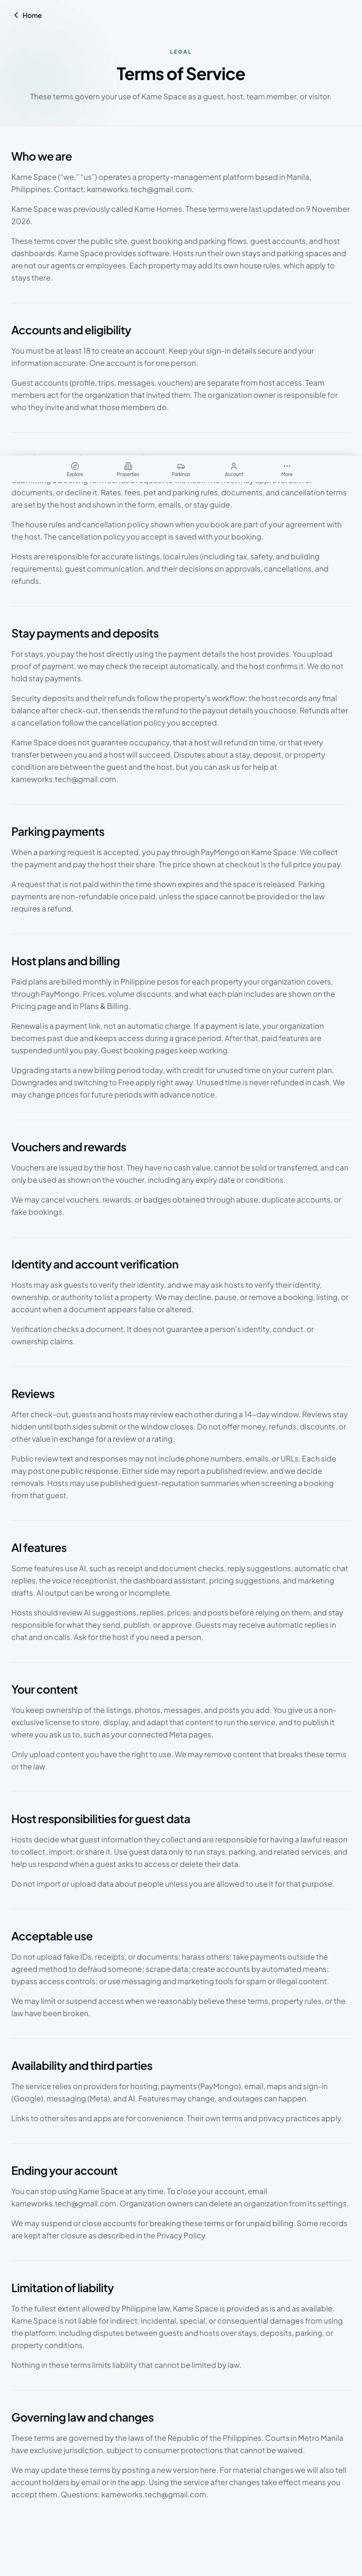 Home
LEGAL
Terms of Service
These terms govern your use of Kame Space as a guest, host, team member, or visitor.
Who we are
Kame Space (“we,” “us”) operates a property-management platform based in Manila,
Philippines. Contact: kameworks.tech@gmail.com.
Kame Space was previously called Kame Homes. These terms were last updated on 9 November
2026.
These terms cover the public site, guest booking and parking flows, guest accounts, and host
dashboards. Kame Space provides software. Hosts run their own stays and parking spaces and
are not our agents or employees. Each property may add its own house rules, which apply to
stays there.
Accounts and eligibility
You must be at least 18 to create an account. Keep your sign-in details secure and your
information accurate. One account is for one person.
Guest accounts (profile, trips, messages, vouchers) are separate from host access. Team
members act for the organization that invited them. The organization owner is responsible for
who they invite and what those members do.
Explore
Properties
Parkings
Account
More
documents, or decline it. Rates, fees, pet and parking rules, documents, and cancellation terms
are set by the host and shown in the form, emails, or stay guide.
The house rules and cancellation policy shown when you book are part of your agreement with
the host. The cancellation policy you accept is saved with your booking.
Hosts are responsible for accurate listings, local rules (including tax, safety, and building
requirements), guest communication, and their decisions on approvals, cancellations, and
refunds.
Stay payments and deposits
For stays, you pay the host directly using the payment details the host provides. You upload
proof of payment, we may check the receipt automatically, and the host confirms it. We do not
hold stay payments.
Security deposits and their refunds follow the property's workflow: the host records any final
balance after check-out, then sends the refund to the payout details you choose. Refunds after
a cancellation follow the cancellation policy you accepted.
Kame Space does not guarantee occupancy, that a host will refund on time, or that every
transfer between you and a host will succeed. Disputes about a stay, deposit, or property
condition are between the guest and the host, but you can ask us for help at
kameworks.tech@gmail.com.
Parking payments
When a parking request is accepted, you pay through PayMongo on Kame Space. We collect
the payment and pay the host their share. The price shown at checkout is the full price you pay.
A request that is not paid within the time shown expires and the space is released. Parking
payments are non-refundable once paid, unless the space cannot be provided or the law
requires a refund.
Host plans and billing
Paid plans are billed monthly in Philippine pesos for each property your organization covers,
through PayMongo. Prices, volume discounts, and what each plan includes are shown on the
Pricing page and in Plans & Billing.
Renewal is a payment link, not an automatic charge. If a payment is late, your organization
becomes past due and keeps access during a grace period. After that, paid features are
suspended until you pay. Guest booking pages keep working.
Upgrading starts a new billing period today, with credit for unused time on your current plan.
Downgrades and switching to Free apply right away. Unused time is never refunded in cash. We
may change prices for future periods with advance notice.
Vouchers and rewards
Vouchers are issued by the host. They have no cash value, cannot be sold or transferred, and can
only be used as shown on the voucher, including any expiry date or conditions.
We may cancel vouchers, rewards, or badges obtained through abuse, duplicate accounts, or
fake bookings.
Identity and account verification
Hosts may ask guests to verify their identity, and we may ask hosts to verify their identity,
ownership, or authority to list a property. We may decline, pause, or remove a booking, listing, or
account when a document appears false or altered.
Verification checks a document. It does not guarantee a person's identity, conduct, or
ownership claims.
Reviews
After check-out, guests and hosts may review each other during a 14-day window. Reviews stay
hidden until both sides submit or the window closes. Do not offer money, refunds, discounts, or
other value in exchange for a review or a rating.
Public review text and responses may not include phone numbers, emails, or URLs. Each side
may post one public response. Either side may report a published review, and we decide
removals. Hosts may use published guest-reputation summaries when screening a booking
from that guest.
AI features
Some features use AI, such as receipt and document checks, reply suggestions, automatic chat
replies, the voice receptionist, the dashboard assistant, pricing suggestions, and marketing
drafts. AI output can be wrong or incomplete.
Hosts should review AI suggestions, replies, prices, and posts before relying on them, and stay
responsible for what they send, publish, or approve. Guests may receive automatic replies in
chat and on calls. Ask for the host if you need a person.
Your content
You keep ownership of the listings, photos, messages, and posts you add. You give us a non-
exclusive license to store, display, and adapt that content to run the service, and to publish it
where you ask us to, such as your connected Meta pages.
Only upload content you have the right to use. We may remove content that breaks these terms
or the law.
Host responsibilities for guest data
Hosts decide what guest information they collect and are responsible for having a lawful reason
to collect, import, or share it. Use guest data only to run stays, parking, and related services, and
help us respond when a guest asks to access or delete their data.
Do not import or upload data about people unless you are allowed to use it for that purpose.
Acceptable use
Do not upload fake IDs, receipts, or documents; harass others; take payments outside the
agreed method to defraud someone; scrape data; create accounts by automated means;
bypass access controls; or use messaging and marketing tools for spam or illegal content.
We may limit or suspend access when we reasonably believe these terms, property rules, or the
law have been broken.
Availability and third parties
The service relies on providers for hosting, payments (PayMongo), email, maps and sign-in
(Google), messaging (Meta), and AI. Features may change, and outages can happen.
Links to other sites and apps are for convenience. Their own terms and privacy practices apply.
Ending your account
You can stop using Kame Space at any time. To close your account, email
kameworks.tech@gmail.com. Organization owners can delete an organization from its settings.
We may suspend or close accounts for breaking these terms or for unpaid billing. Some records
are kept after closure as described in the Privacy Policy.
Limitation of liability
To the fullest extent allowed by Philippine law, Kame Space is provided as is and as available.
Kame Space is not liable for indirect, incidental, special, or consequential damages from using
the platform, including disputes between guests and hosts over stays, deposits, parking, or
property conditions.
Nothing in these terms limits liability that cannot be limited by law.
Governing law and changes
These terms are governed by the laws of the Republic of the Philippines. Courts in Metro Manila
have exclusive jurisdiction, subject to consumer protections that cannot be waived.
We may update these terms by posting a new version here. For material changes we will also tell
account holders by email or in the app. Using the service after changes take effect means you
accept them. Questions: kameworks.tech@gmail.com.